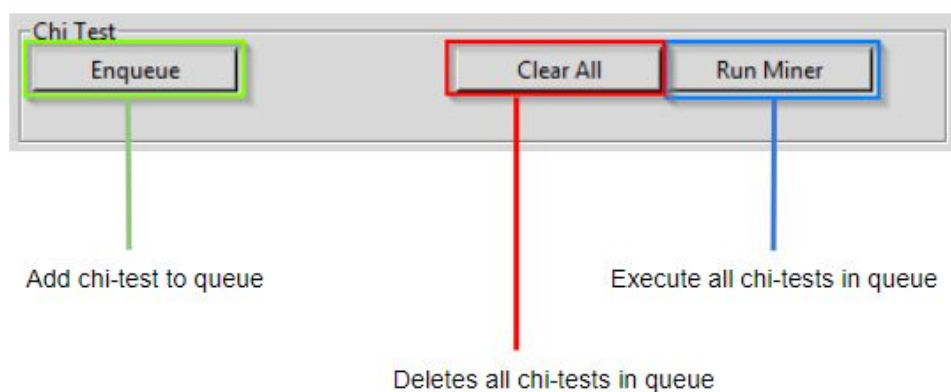 Chi Test
Enqueue
Clear All
Run Miner
Add chi-test to queue
Execute all chi-tests in queue
Deletes all chi-tests in queue